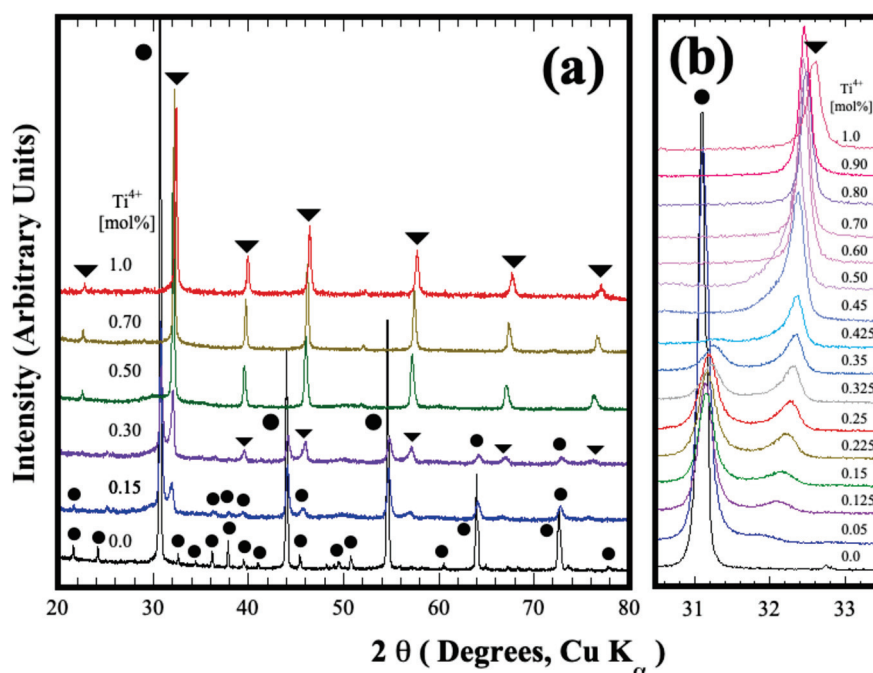 (a)
Ti4+
[mol%]
1.0
0.70
0.50
0.30
0.15
0.0
20 30 40 50 60 70 80
2 θ ( Degrees, Cu Kα )
Intensity (Arbitrary Units)
(b)
Ti4+
[mol%]
1.0
0.90
0.80
0.70
0.60
0.50
0.45
0.425
0.35
0.325
0.25
0.225
0.15
0.125
0.05
0.0
31 32 33